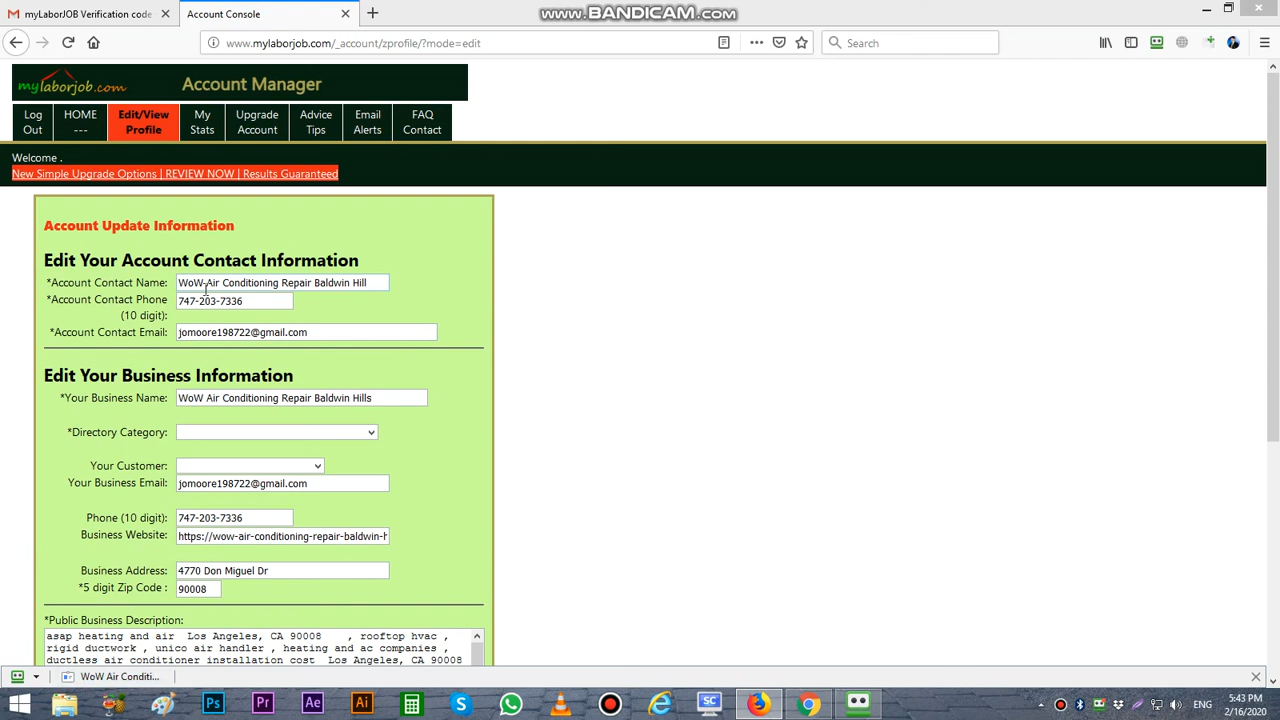 myLaborJOB Verification code
Account Console
www.BANDICAM.com
www.mylaborjob.com/_account/zprofile/?mode=edit
Search
mylaborjob.com
Account Manager
Log Out
HOME ---
Edit/View Profile
My Stats
Upgrade Account
Advice Tips
Email Alerts
FAQ Contact
Welcome .
New Simple Upgrade Options | REVIEW NOW | Results Guaranteed
Account Update Information
Edit Your Account Contact Information
*Account Contact Name: WoW Air Conditioning Repair Baldwin Hill
*Account Contact Phone 747-203-7336
(10 digit):
*Account Contact Email: jomoore198722@gmail.com
Edit Your Business Information
*Your Business Name: WoW Air Conditioning Repair Baldwin Hills
*Directory Category:
Your Customer:
Your Business Email: jomoore198722@gmail.com
Phone (10 digit): 747-203-7336
Business Website: https://wow-air-conditioning-repair-baldwin-h
Business Address: 4770 Don Miguel Dr
*5 digit Zip Code : 90008
*Public Business Description:
asap heating and air Los Angeles, CA 90008 , rooftop hvac ,
rigid ductwork , unico air handler , heating and ac companies ,
ductless air conditioner installation cost Los Angeles, CA 90008
WoW Air Conditi...
Ps
Pr
Ae
Ai
SC
ENG
5:43 PM
2/16/2020